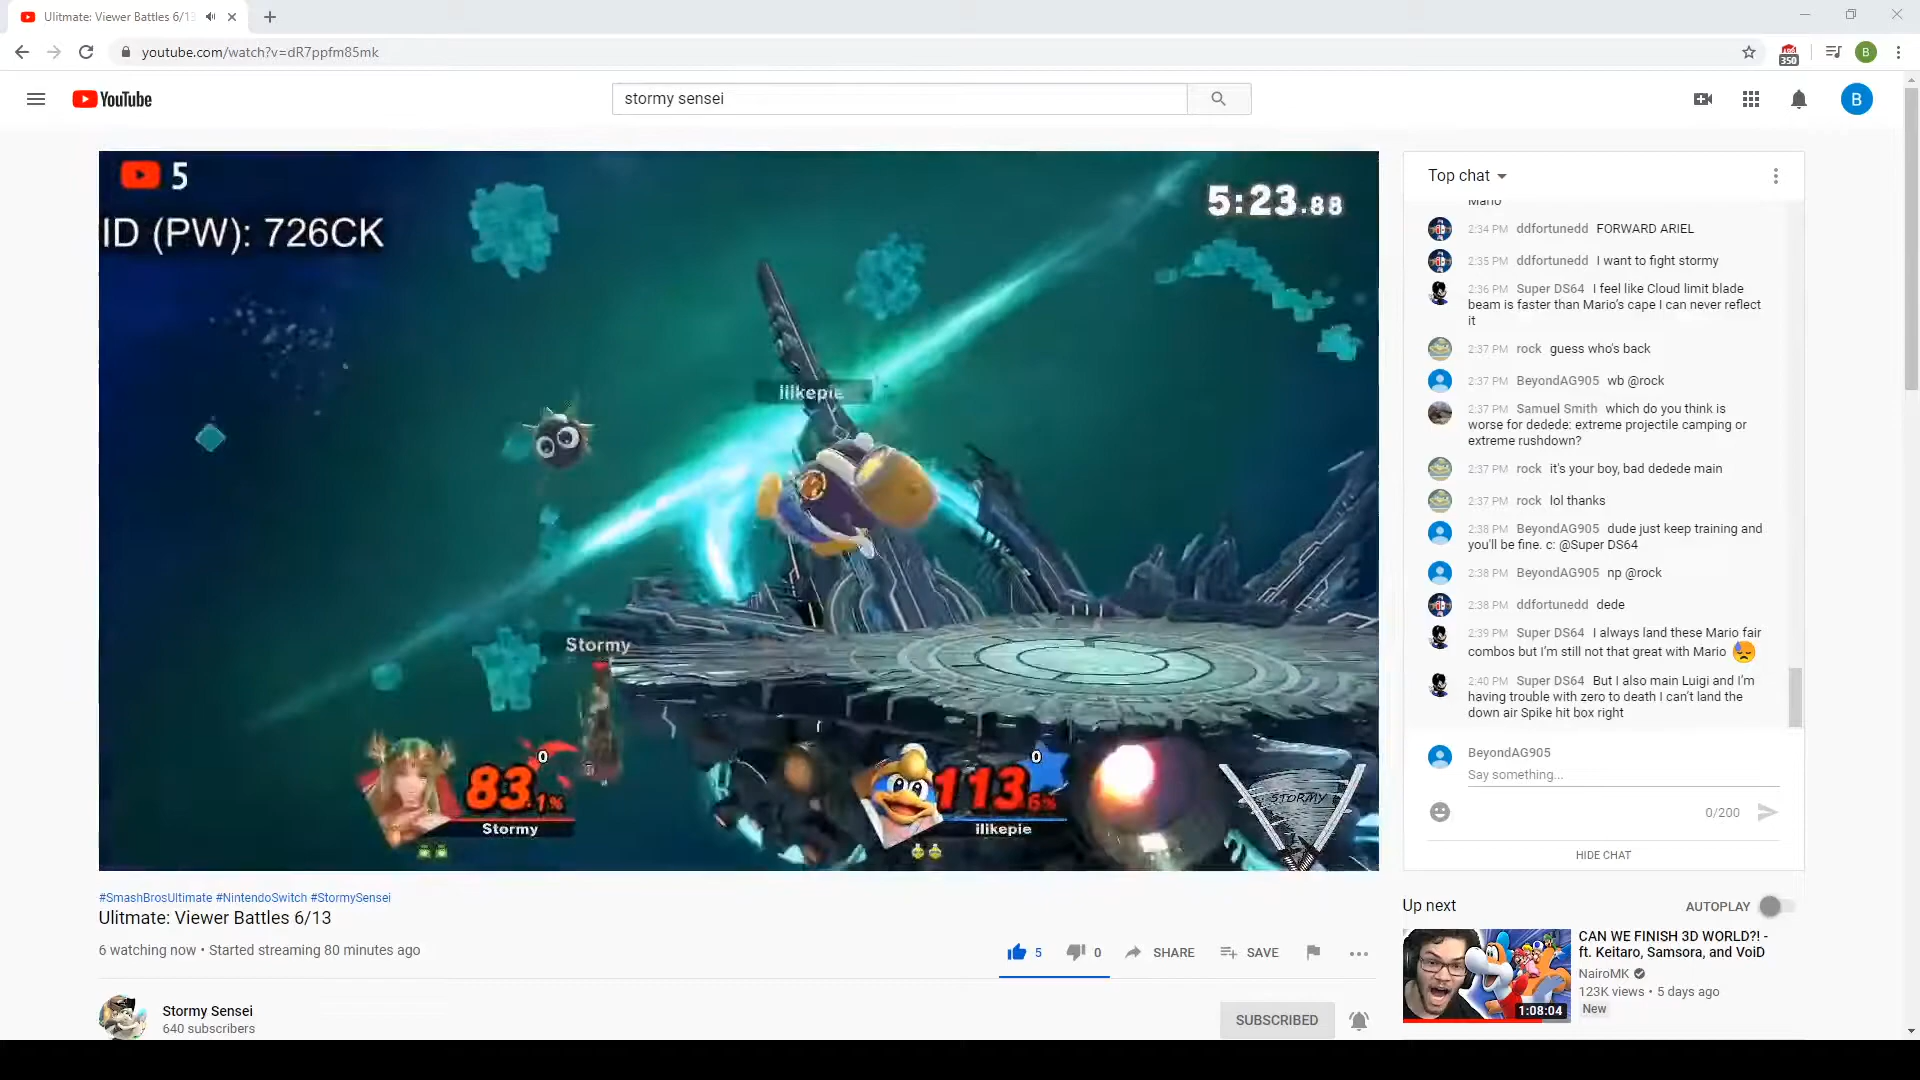 Ulitmate: Viewer Battles 6/13
youtube.com/watch?v=dR7ppfm85mk
350
B
YouTube
stormy sensei
B
5
ID (PW): 726CK
5:23.88
ilikepie
Stormy
0
83.1%
Stormy
0
113.6%
ilikepie
STORMY
Top chat
Mario
2:34 PM ddfortunedd FORWARD ARIEL
2:35 PM ddfortunedd I want to fight stormy
2:36 PM Super DS64 I feel like Cloud limit blade
beam is faster than Mario's cape I can never reflect
it
2:37 PM rock guess who's back
2:37 PM BeyondAG905 wb @rock
2:37 PM Samuel Smith which do you think is
worse for dedede: extreme projectile camping or
extreme rushdown?
2:37 PM rock it's your boy, bad dedede main
2:37 PM rock lol thanks
2:38 PM BeyondAG905 dude just keep training and
you'll be fine. c: @Super DS64
2:38 PM BeyondAG905 np @rock
2:38 PM ddfortunedd dede
2:39 PM Super DS64 I always land these Mario fair
combos but I'm still not that great with Mario
2:40 PM Super DS64 But I also main Luigi and I'm
having trouble with zero to death I can't land the
down air Spike hit box right
BeyondAG905
Say something...
0/200
HIDE CHAT
#SmashBrosUltimate #NintendoSwitch #StormySensei
Ulitmate: Viewer Battles 6/13
6 watching now • Started streaming 80 minutes ago
5 0 SHARE SAVE
Stormy Sensei
640 subscribers
SUBSCRIBED
Up next
AUTOPLAY
CAN WE FINISH 3D WORLD?! -
ft. Keitaro, Samsora, and VoiD
NairoMK
123K views • 5 days ago
New
1:08:04